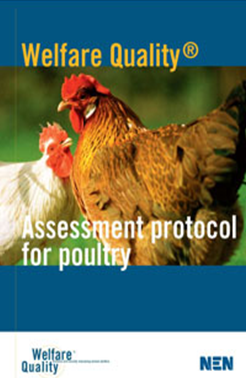 Welfare Quality®
Assessment protocol
for poultry
Welfare
Quality
NEN